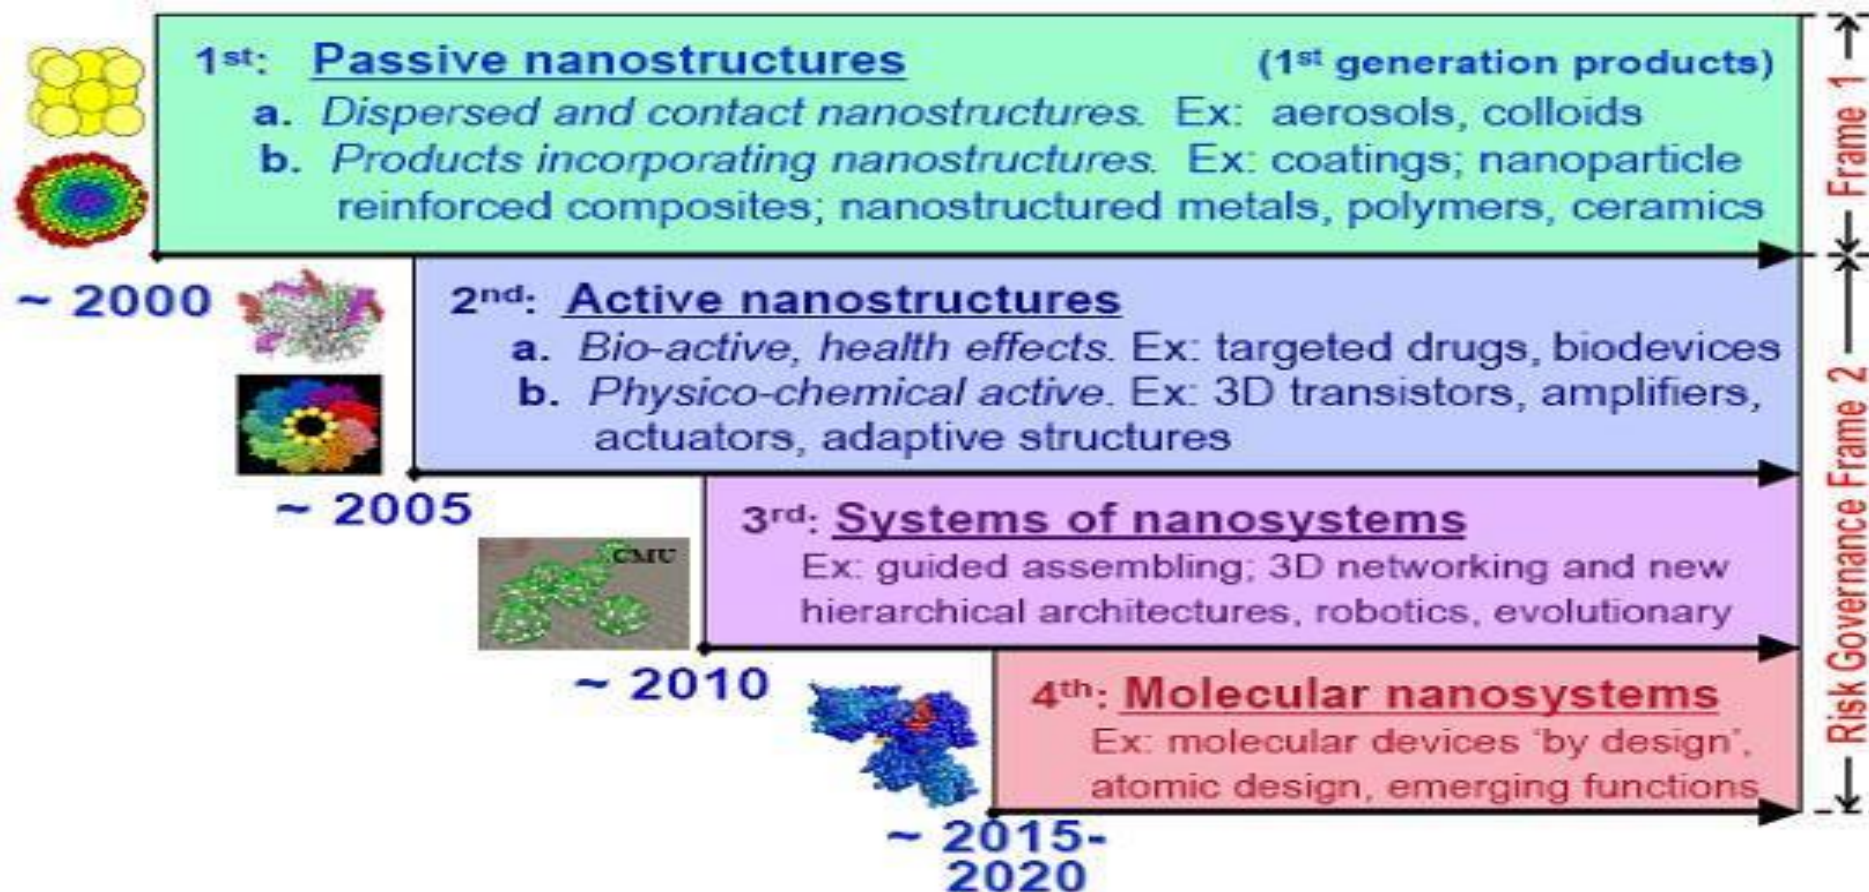 1st: Passive nanostructures (1st generation products)
a. Dispersed and contact nanostructures. Ex: aerosols, colloids
b. Products incorporating nanostructures. Ex: coatings; nanoparticle
reinforced composites; nanostructured metals, polymers, ceramics
~ 2000
2nd: Active nanostructures
a. Bio-active, health effects. Ex: targeted drugs, biodevices
b. Physico-chemical active. Ex: 3D transistors, amplifiers,
actuators, adaptive structures
~ 2005
CMU
3rd: Systems of nanosystems
Ex: guided assembling; 3D networking and new
hierarchical architectures, robotics, evolutionary
~ 2010
4th: Molecular nanosystems
Ex: molecular devices ‘by design’,
atomic design, emerging functions
~ 2015-
2020
Frame 1
Risk Governance Frame 2